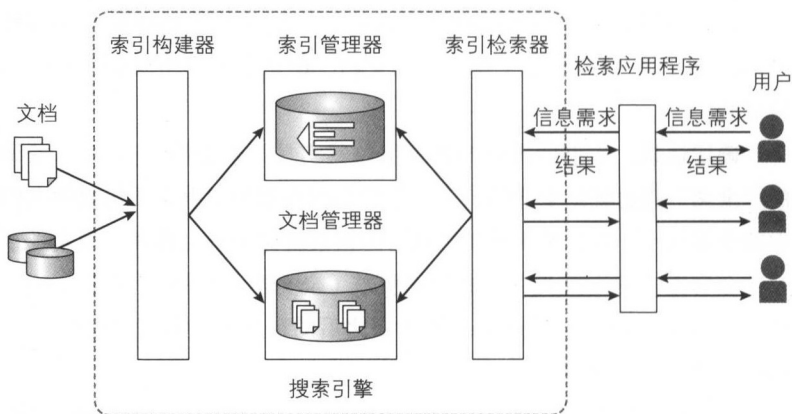 索引构建器
索引管理器
索引检索器
检索应用程序
用户
文档
信息需求
信息需求
结果
结果
文档管理器
搜索引擎